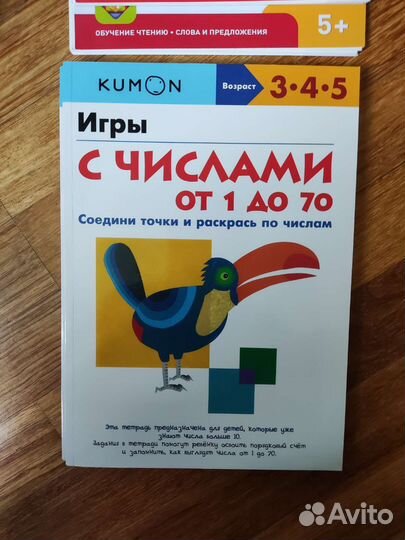 ОБУЧЕНИЕ ЧТЕНИЮ • СЛОВА И ПРЕДЛОЖЕНИЯ
5+
KUMON
Возраст
3•4•5
Игры
С ЧИСЛАМИ
ОТ 1 ДО 70
Соедини точки и раскрась по числам
Эта тетрадь предназначена для детей, которые уже
знают числа больше 10.
Задания в тетради помогут ребёнку освоить порядковый счёт
и запомнить, как выглядят числа от 1 до 70.
Avito